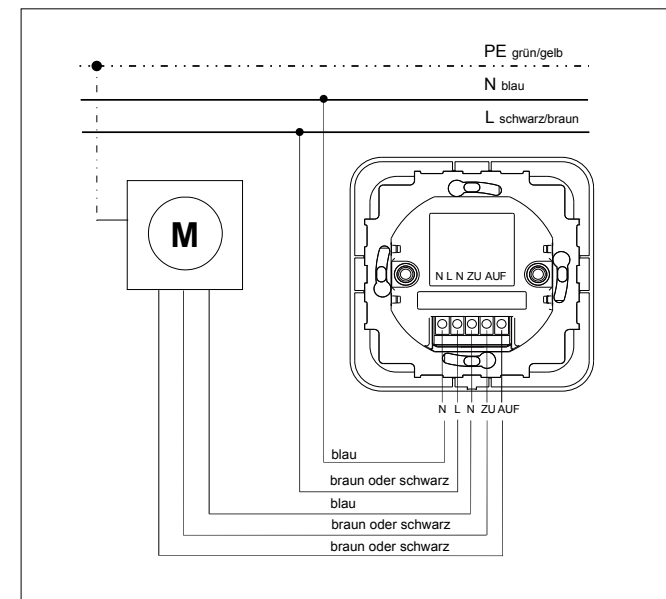 PE grün/gelb
N blau
L schwarz/braun
M
N L N ZU AUF
N L N ZU AUF
blau
braun oder schwarz
blau
braun oder schwarz
braun oder schwarz